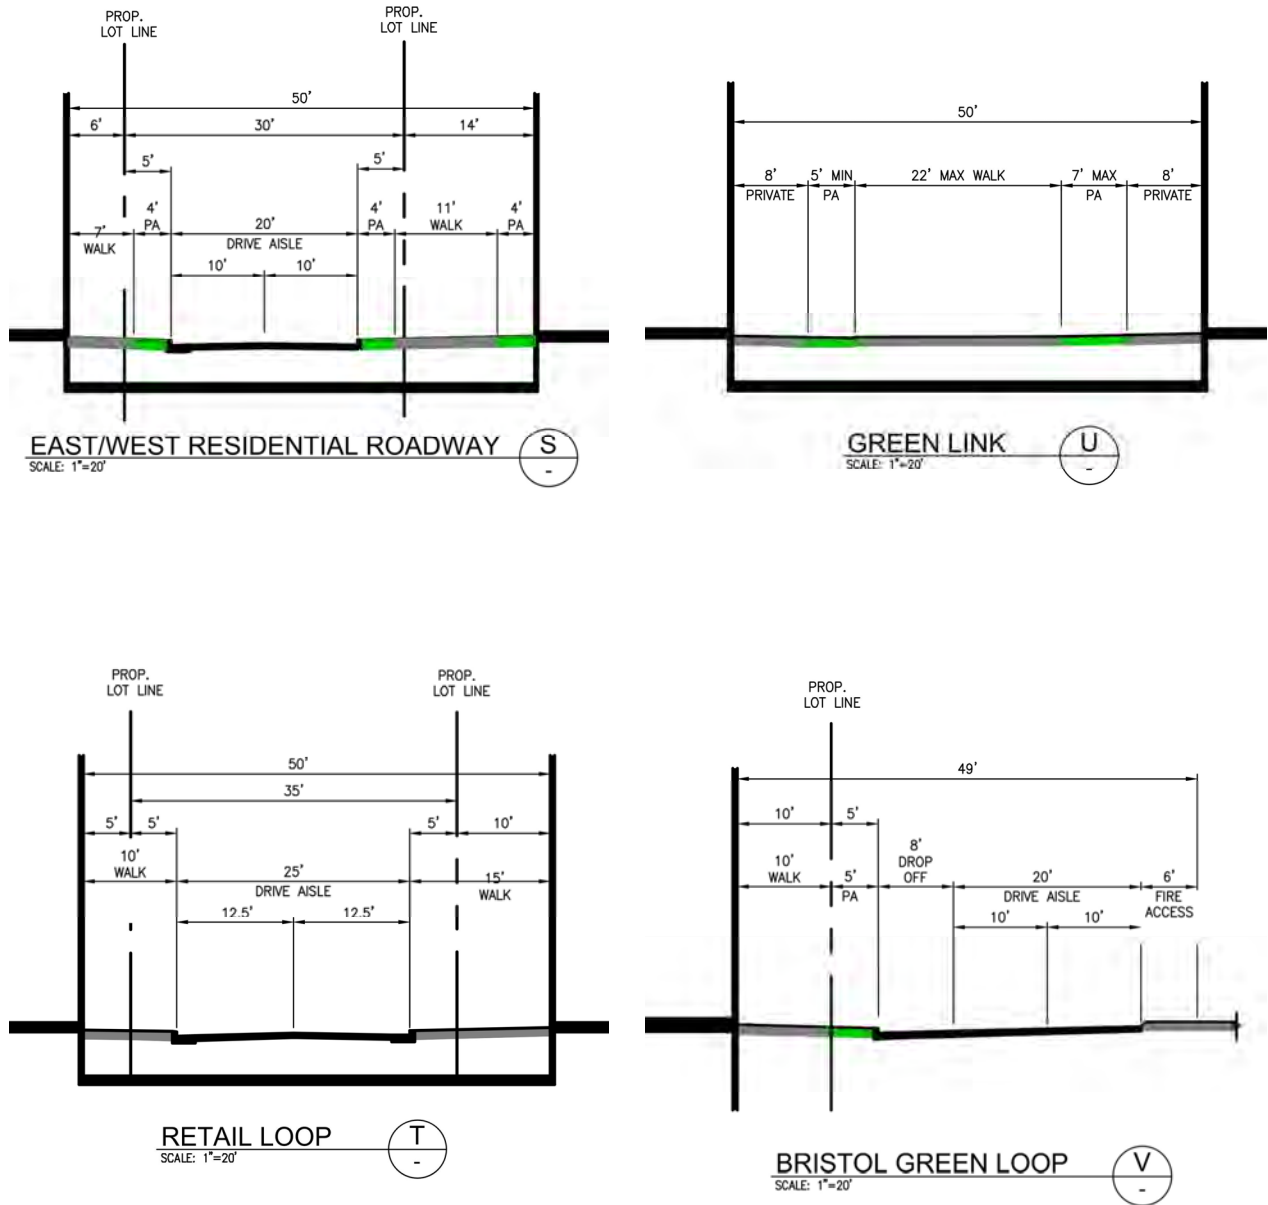 PROP.
LOT LINE
PROP.
LOT LINE
50'
6'
30'
14'
5'
5'
7'
WALK
4'
PA
20'
DRIVE AISLE
4'
PA
11'
WALK
4'
PA
10'
10'
EAST/WEST RESIDENTIAL ROADWAY
SCALE: 1"=20'
S
-
50'
8'
PRIVATE
5' MIN
PA
22' MAX WALK
7' MAX
PA
8'
PRIVATE
GREEN LINK
SCALE: 1"=20'
U
-
PROP.
LOT LINE
PROP.
LOT LINE
50'
35'
5'
5'
5'
10'
10'
WALK
25'
DRIVE AISLE
15'
WALK
12.5'
12.5'
RETAIL LOOP
SCALE: 1"=20'
T
-
PROP.
LOT LINE
49'
10'
5'
10'
WALK
5'
PA
8'
DROP
OFF
20'
DRIVE AISLE
6'
FIRE
ACCESS
10'
10'
BRISTOL GREEN LOOP
SCALE: 1"=20'
V
-